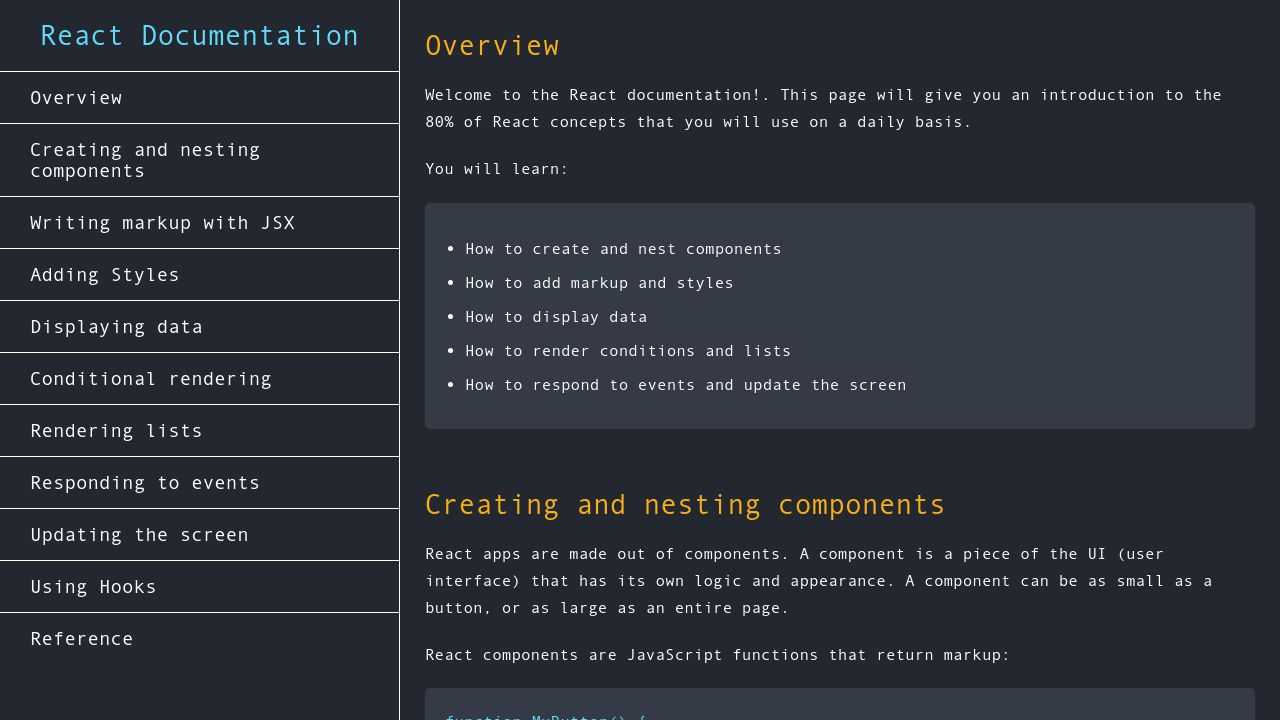 React Documentation
Overview
Creating and nesting
components
Writing markup with JSX
Adding Styles
Displaying data
Conditional rendering
Rendering lists
Responding to events
Updating the screen
Using Hooks
Reference
Overview
Welcome to the React documentation!. This page will give you an introduction to the
80% of React concepts that you will use on a daily basis.
You will learn:
• How to create and nest components
• How to add markup and styles
• How to display data
• How to render conditions and lists
• How to respond to events and update the screen
Creating and nesting components
React apps are made out of components. A component is a piece of the UI (user
interface) that has its own logic and appearance. A component can be as small as a
button, or as large as an entire page.
React components are JavaScript functions that return markup:
function MyButton() {